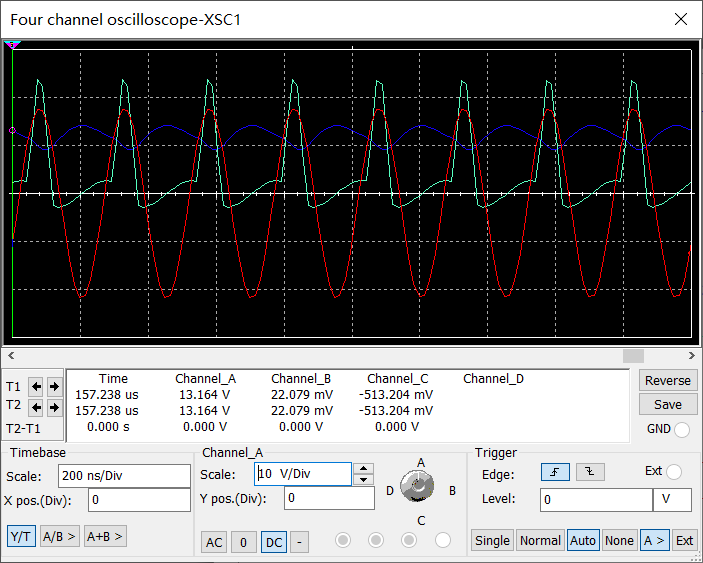 Four channel oscilloscope-XSC1
T1
T2
T2-T1
Time Channel_A Channel_B Channel_C Channel_D
157.238 us 13.164 V 22.079 mV -513.204 mV
157.238 us 13.164 V 22.079 mV -513.204 mV
0.000 s 0.000 V 0.000 V 0.000 V
Reverse
Save
GND
Timebase
Scale: 200 ns/Div
X pos.(Div): 0
Y/T A/B > A+B >
Channel_A
Scale: 10 V/Div
Y pos.(Div): 0
AC 0 DC -
A
D B
C
Trigger
Edge: Ext
Level: 0 V
Single Normal Auto None A > Ext